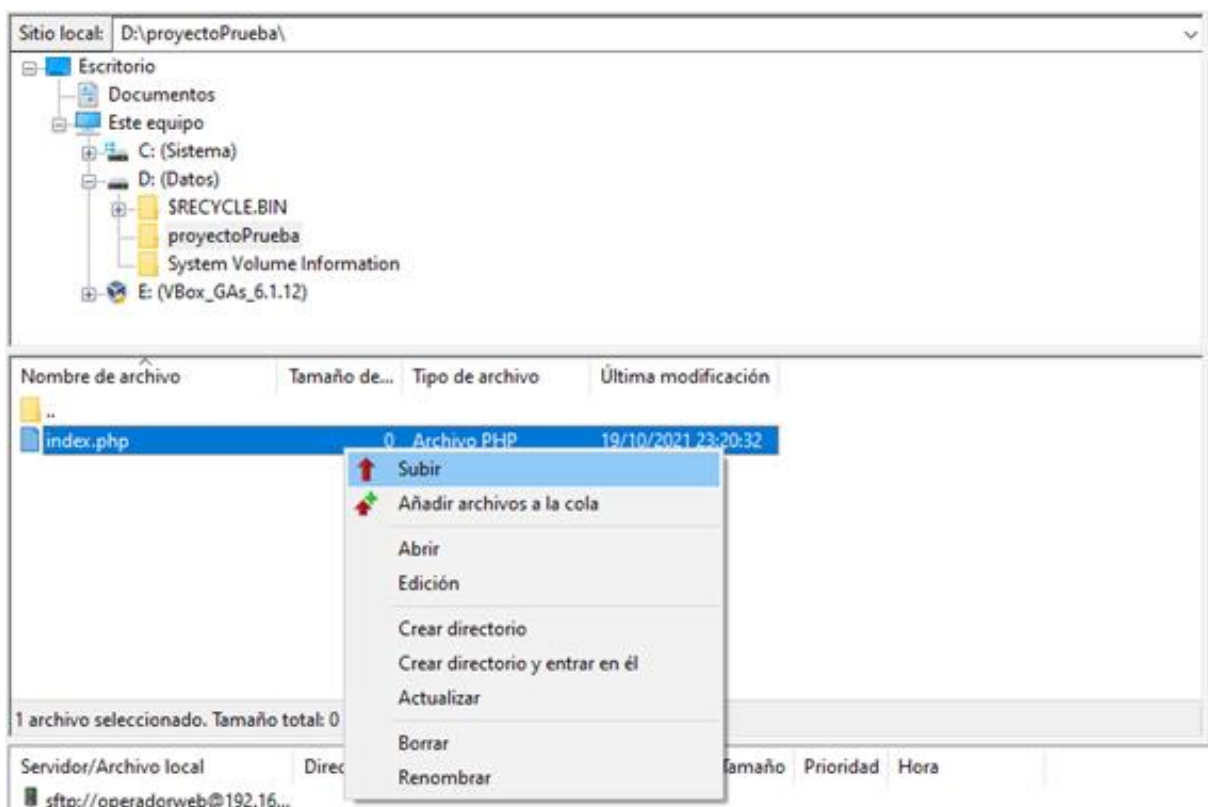 Sitio local: D:\proyectoPrueba\
Escritorio
Documentos
Este equipo
C: (Sistema)
D: (Datos)
$RECYCLE.BIN
proyectoPrueba
System Volume Information
E: (VBox_GAs_6.1.12)
Nombre de archivo Tamaño de... Tipo de archivo Última modificación
..
index.php 0 Archivo PHP 19/10/2021 23:20:32
Subir
Añadir archivos a la cola
Abrir
Edición
Crear directorio
Crear directorio y entrar en él
Actualizar
1 archivo seleccionado. Tamaño total: 0
Borrar
Servidor/Archivo local Direc Tamaño Prioridad Hora
Renombrar
sftp://operadorweb@192.16...